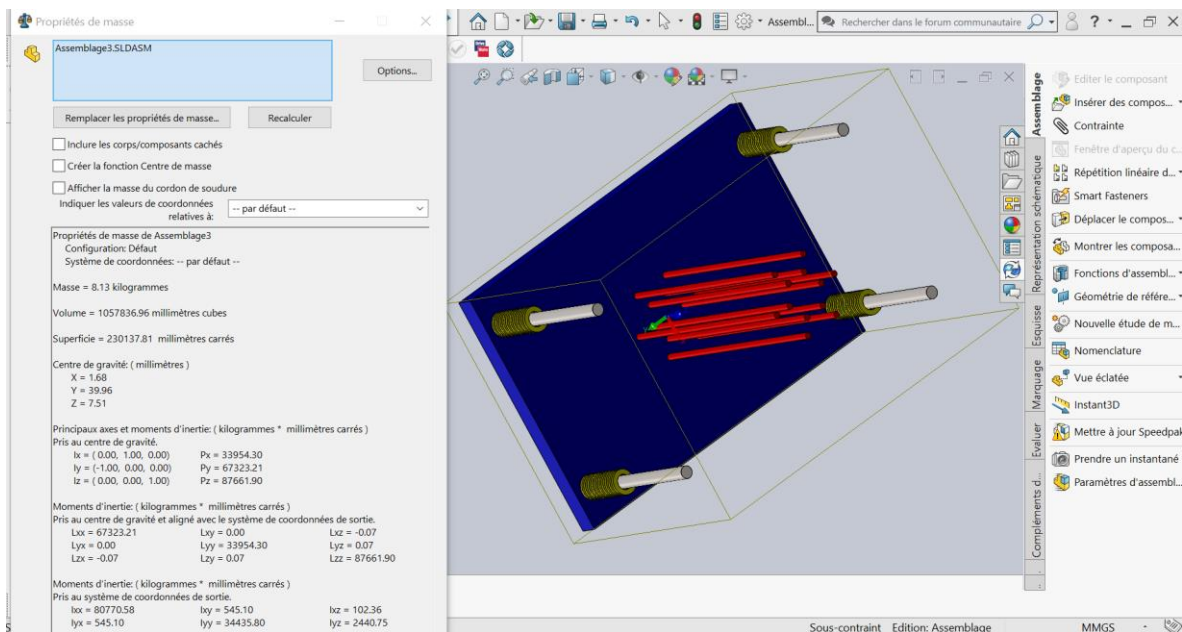 Propriétés de masse
Assemblage3.SLDASM
Options...
Remplacer les propriétés de masse...
Recalculer
Inclure les corps/composants cachés
Créer la fonction Centre de masse
Afficher la masse du cordon de soudure
Indiquer les valeurs de coordonnées
relatives à:
-- par défaut --
Propriétés de masse de Assemblage3
Configuration: Défaut
Système de coordonnées: -- par défaut --
Masse = 8.13 kilogrammes
Volume = 1057836.96 millimètres cubes
Superficie = 230137.81 millimètres carrés
Centre de gravité: ( millimètres )
X = 1.68
Y = 39.96
Z = 7.51
Principaux axes et moments d'inertie: ( kilogrammes * millimètres carrés )
Pris au centre de gravité.
Ix = ( 0.00, 1.00, 0.00) Px = 33954.30
Iy = (-1.00, 0.00, 0.00) Py = 67323.21
Iz = ( 0.00, 0.00, 1.00) Pz = 87661.90
Moments d'inertie: ( kilogrammes * millimètres carrés )
Pris au centre de gravité et aligné avec le système de coordonnées de sortie.
Lxx = 67323.21 Lxy = 0.00 Lxz = -0.07
Lyx = 0.00 Lyy = 33954.30 Lyz = 0.07
Lzx = -0.07 Lzy = 0.07 Lzz = 87661.90
Moments d'inertie: ( kilogrammes * millimètres carrés )
Pris au système de coordonnées de sortie.
Ixx = 80770.58 Ixy = 545.10 Ixz = 102.36
Iyx = 545.10 Iyy = 34435.80 Iyz = 2440.75
Assembl...
Rechercher dans le forum communautaire
?
Assemblage
Représentation schématique
Esquisse
Marquage
Evaluer
Compléments d...
Editer le composant
Insérer des compos...
Contrainte
Fenêtre d'aperçu du c...
Répétition linéaire d...
Smart Fasteners
Déplacer le compos...
Montrer les composa...
Fonctions d'assembl...
Géométrie de référe...
Nouvelle étude de m...
Nomenclature
Vue éclatée
Instant3D
Mettre à jour Speedpak
Prendre un instantané
Paramètres d'assembl...
Sous-contraint Edition: Assemblage MMGS